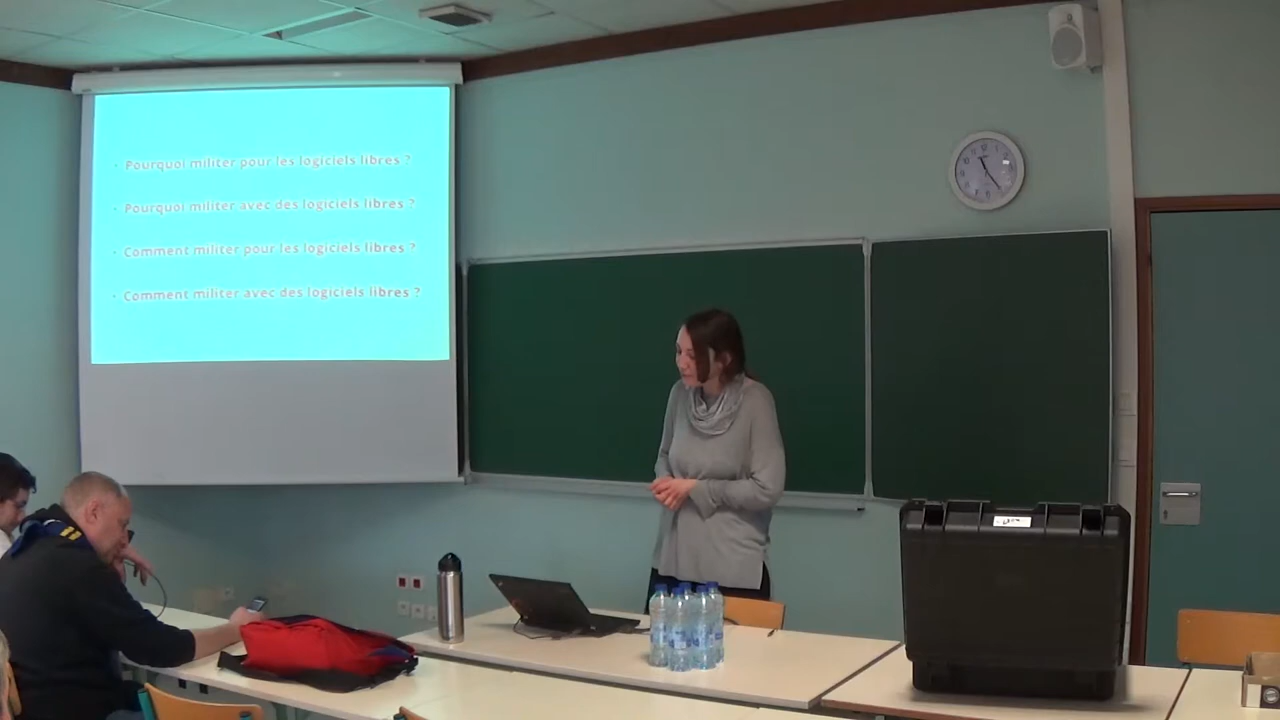 Pourquoi militer pour les logiciels libres ?
Pourquoi militer avec des logiciels libres ?
Comment militer pour les logiciels libres ?
Comment militer avec des logiciels libres ?